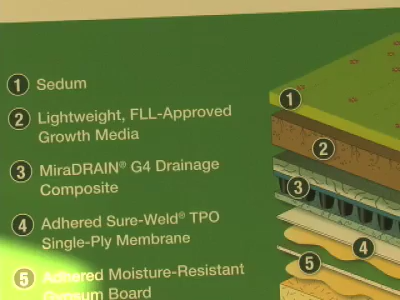 1 Sedum
2 Lightweight, FLL-Approved
Growth Media
3 MiraDRAIN® G4 Drainage
Composite
4 Adhered Sure-Weld® TPO
Single-Ply Membrane
5 Adhered Moisture-Resistant
Gypsum Board
1
2
3
4
5